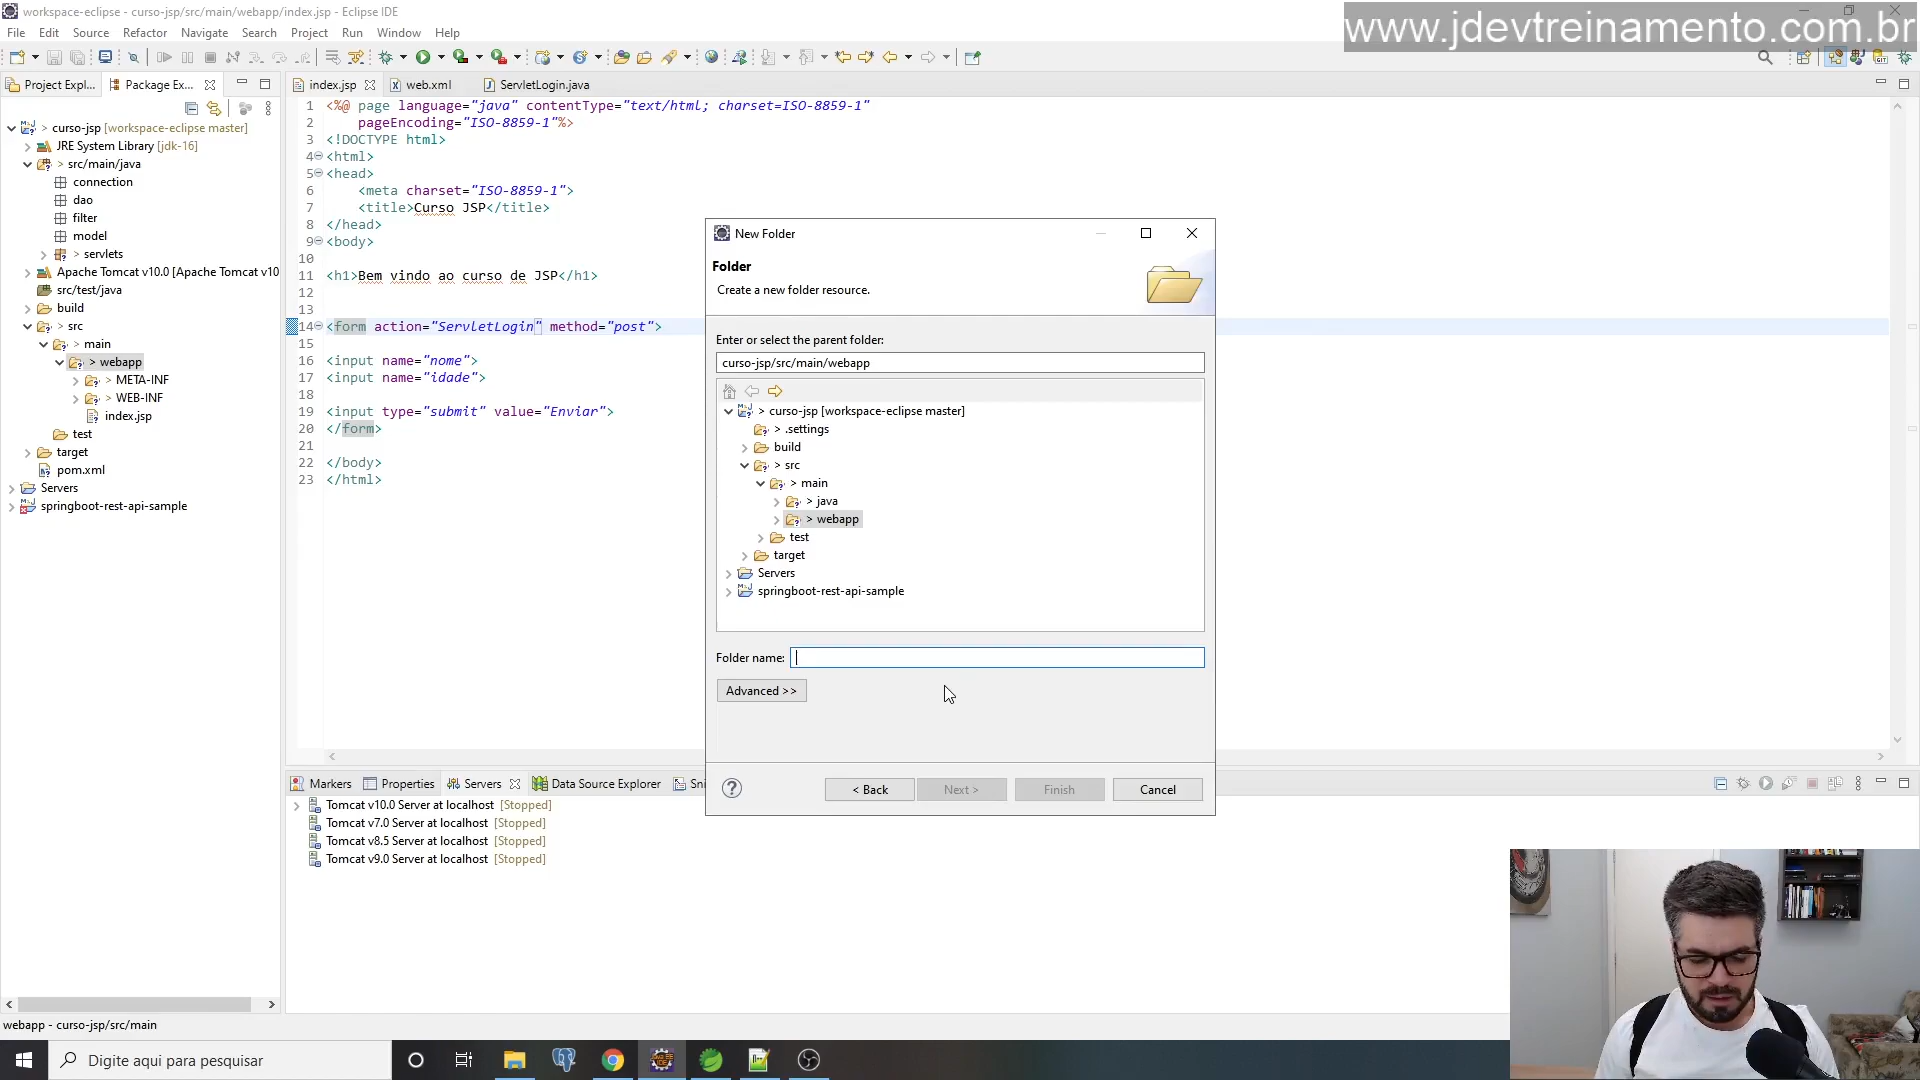 workspace-eclipse - curso-jsp/src/main/webapp/index.jsp - Eclipse IDE
www.jdevtreinamento.com.br
File Edit Source Refactor Navigate Search Project Run Window Help
Project Expl... Package Ex...
index.jsp web.xml ServletLogin.java
> curso-jsp [workspace-eclipse master]
JRE System Library [jdk-16]
> src/main/java
connection
dao
filter
model
> servlets
Apache Tomcat v10.0 [Apache Tomcat v10
src/test/java
build
> src
> main
> webapp
> META-INF
> WEB-INF
index.jsp
test
target
pom.xml
Servers
springboot-rest-api-sample
1 <%@ page language="java" contentType="text/html; charset=ISO-8859-1"
2 pageEncoding="ISO-8859-1"%>
3 <!DOCTYPE html>
4 <html>
5 <head>
6 <meta charset="ISO-8859-1">
7 <title>Curso JSP</title>
8 </head>
9 <body>
10
11 <h1>Bem vindo ao curso de JSP</h1>
12
13
14 <form action="ServletLogin" method="post">
15
16 <input name="nome">
17 <input name="idade">
18
19 <input type="submit" value="Enviar">
20 </form>
21
22 </body>
23 </html>
New Folder
Folder
Create a new folder resource.
Enter or select the parent folder:
curso-jsp/src/main/webapp
> curso-jsp [workspace-eclipse master]
> .settings
build
> src
> main
> java
> webapp
test
target
Servers
springboot-rest-api-sample
Folder name:
Advanced >>
< Back Next > Finish Cancel
Markers Properties Servers Data Source Explorer Sni
Tomcat v10.0 Server at localhost [Stopped]
Tomcat v7.0 Server at localhost [Stopped]
Tomcat v8.5 Server at localhost [Stopped]
Tomcat v9.0 Server at localhost [Stopped]
webapp - curso-jsp/src/main
Digite aqui para pesquisar